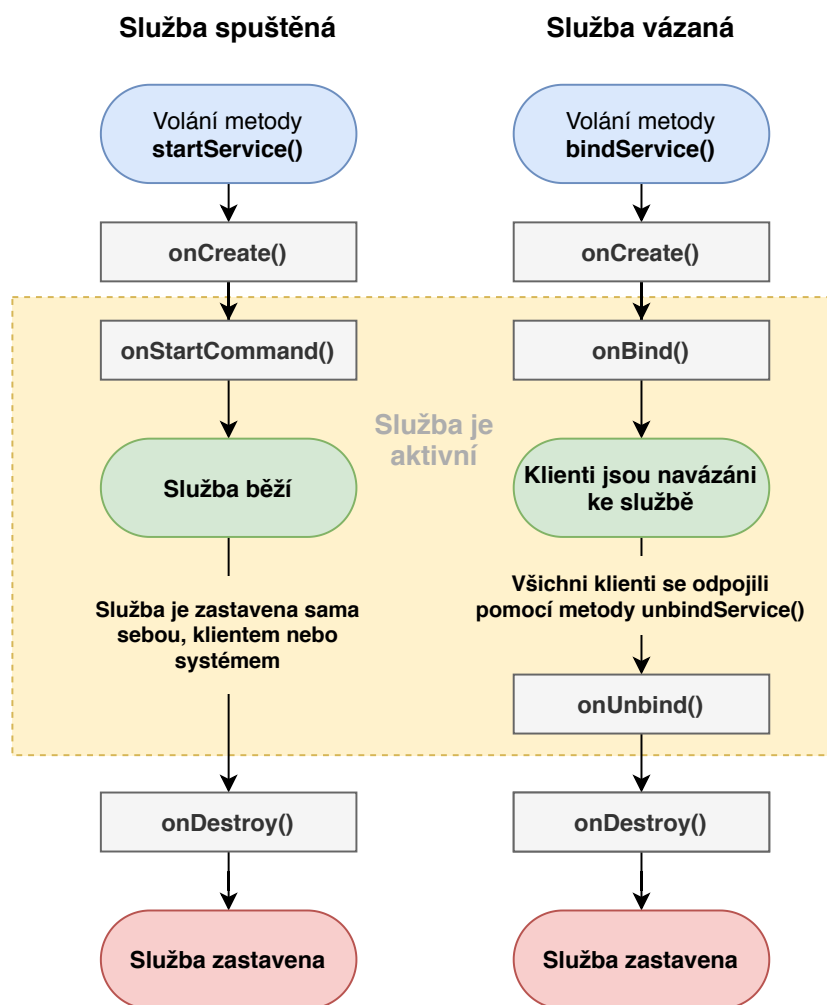 Služba spuštěná
Služba vázaná
Volání metody
startService()
Volání metody
bindService()
onCreate()
onCreate()
onStartCommand()
onBind()
Služba je
aktivní
Služba běží
Klienti jsou navázáni
ke službě
Služba je zastavena sama
sebou, klientem nebo
systémem
Všichni klienti se odpojili
pomocí metody unbindService()
onUnbind()
onDestroy()
onDestroy()
Služba zastavena
Služba zastavena